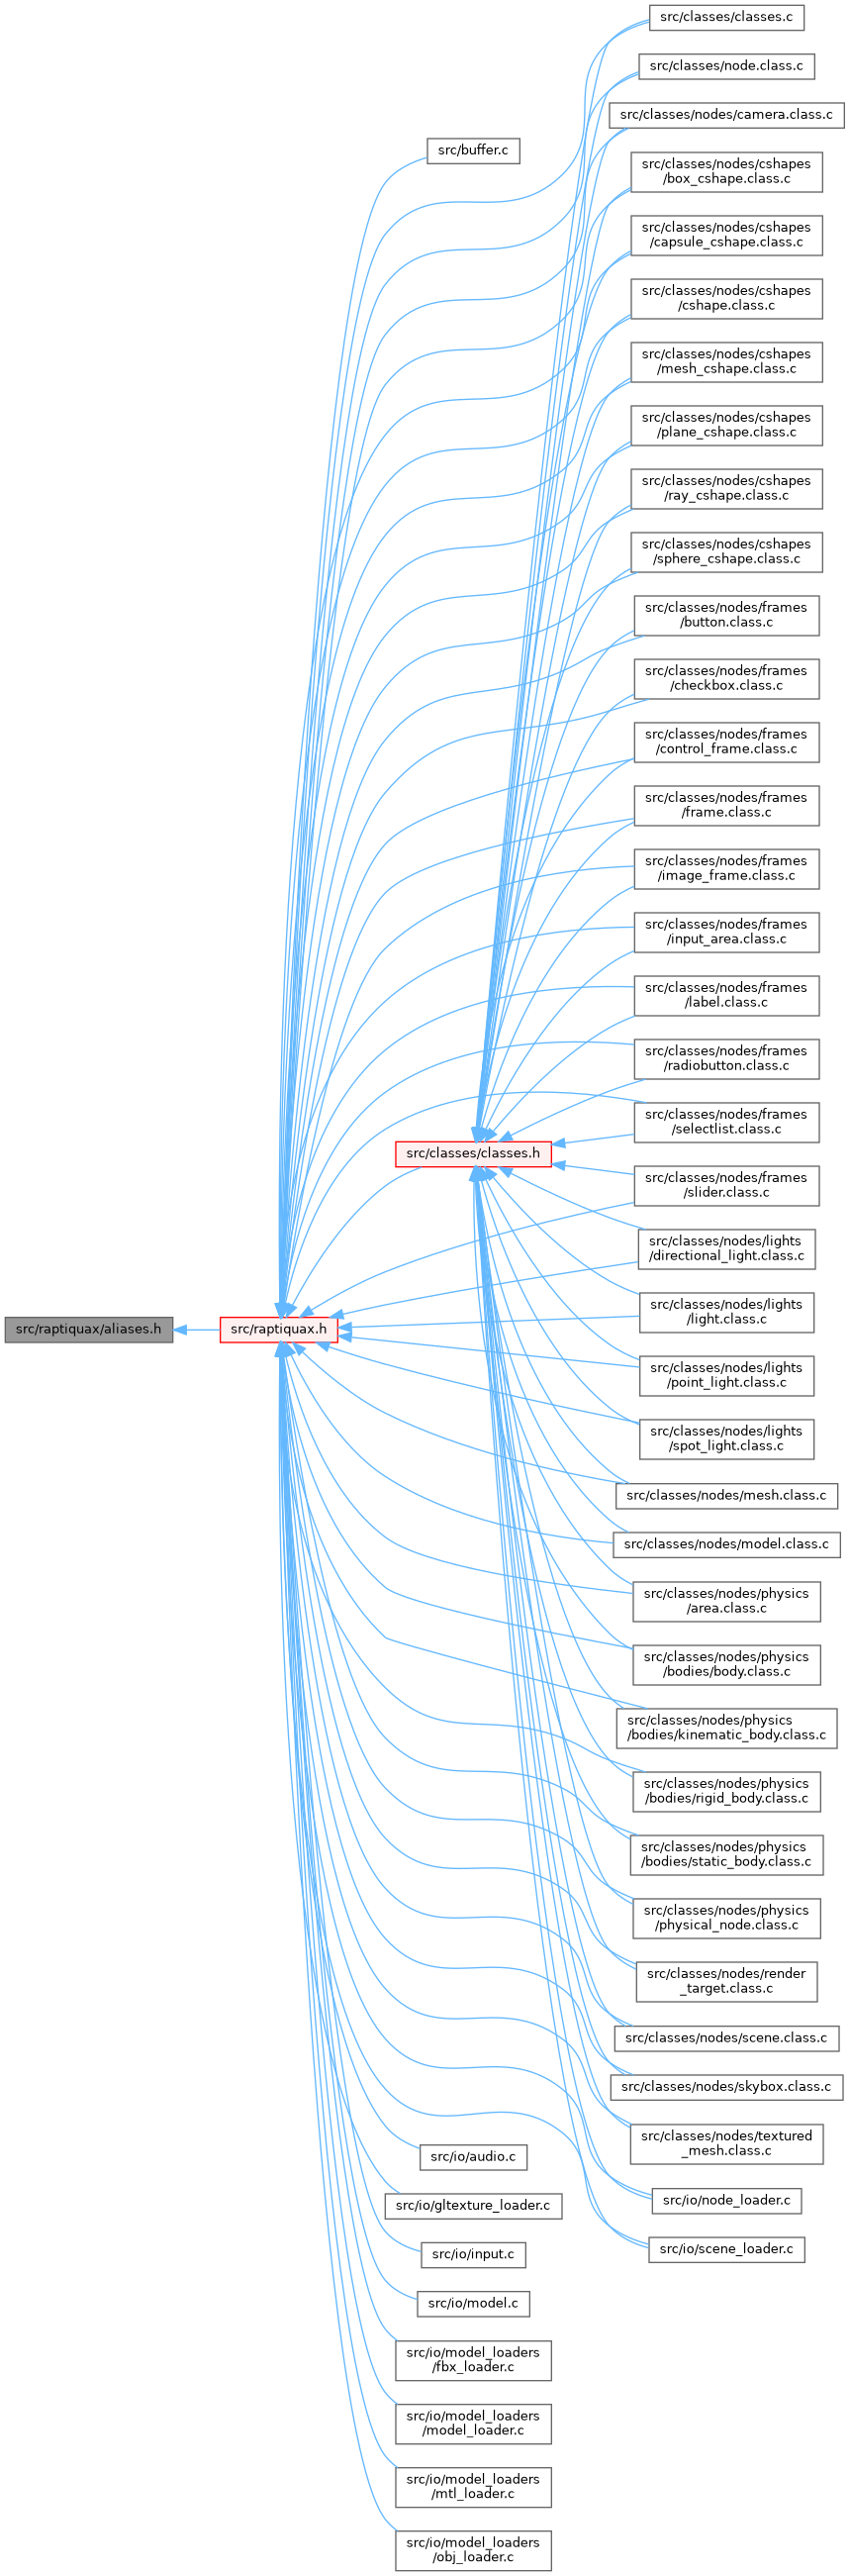 src/classes/classes.c
src/classes/node.class.c
src/classes/nodes/camera.class.c
src/buffer.c
src/classes/nodes/cshapes
/box_cshape.class.c
src/classes/nodes/cshapes
/capsule_cshape.class.c
src/classes/nodes/cshapes
/cshape.class.c
src/classes/nodes/cshapes
/mesh_cshape.class.c
src/classes/nodes/cshapes
/plane_cshape.class.c
src/classes/nodes/cshapes
/ray_cshape.class.c
src/classes/nodes/cshapes
/sphere_cshape.class.c
src/classes/nodes/frames
/button.class.c
src/classes/nodes/frames
/checkbox.class.c
src/classes/nodes/frames
/control_frame.class.c
src/classes/nodes/frames
/frame.class.c
src/classes/nodes/frames
/image_frame.class.c
src/classes/nodes/frames
/input_area.class.c
src/classes/nodes/frames
/label.class.c
src/classes/nodes/frames
/radiobutton.class.c
src/classes/nodes/frames
/selectlist.class.c
src/classes/classes.h
src/classes/nodes/frames
/slider.class.c
src/classes/nodes/lights
/directional_light.class.c
src/classes/nodes/lights
/light.class.c
src/raptiquax/aliases.h
src/raptiquax.h
src/classes/nodes/lights
/point_light.class.c
src/classes/nodes/lights
/spot_light.class.c
src/classes/nodes/mesh.class.c
src/classes/nodes/model.class.c
src/classes/nodes/physics
/area.class.c
src/classes/nodes/physics
/bodies/body.class.c
src/classes/nodes/physics
/bodies/kinematic_body.class.c
src/classes/nodes/physics
/bodies/rigid_body.class.c
src/classes/nodes/physics
/bodies/static_body.class.c
src/classes/nodes/physics
/physical_node.class.c
src/classes/nodes/render
_target.class.c
src/classes/nodes/scene.class.c
src/classes/nodes/skybox.class.c
src/classes/nodes/textured
_mesh.class.c
src/io/audio.c
src/io/node_loader.c
src/io/gltexture_loader.c
src/io/scene_loader.c
src/io/input.c
src/io/model.c
src/io/model_loaders
/fbx_loader.c
src/io/model_loaders
/model_loader.c
src/io/model_loaders
/mtl_loader.c
src/io/model_loaders
/obj_loader.c